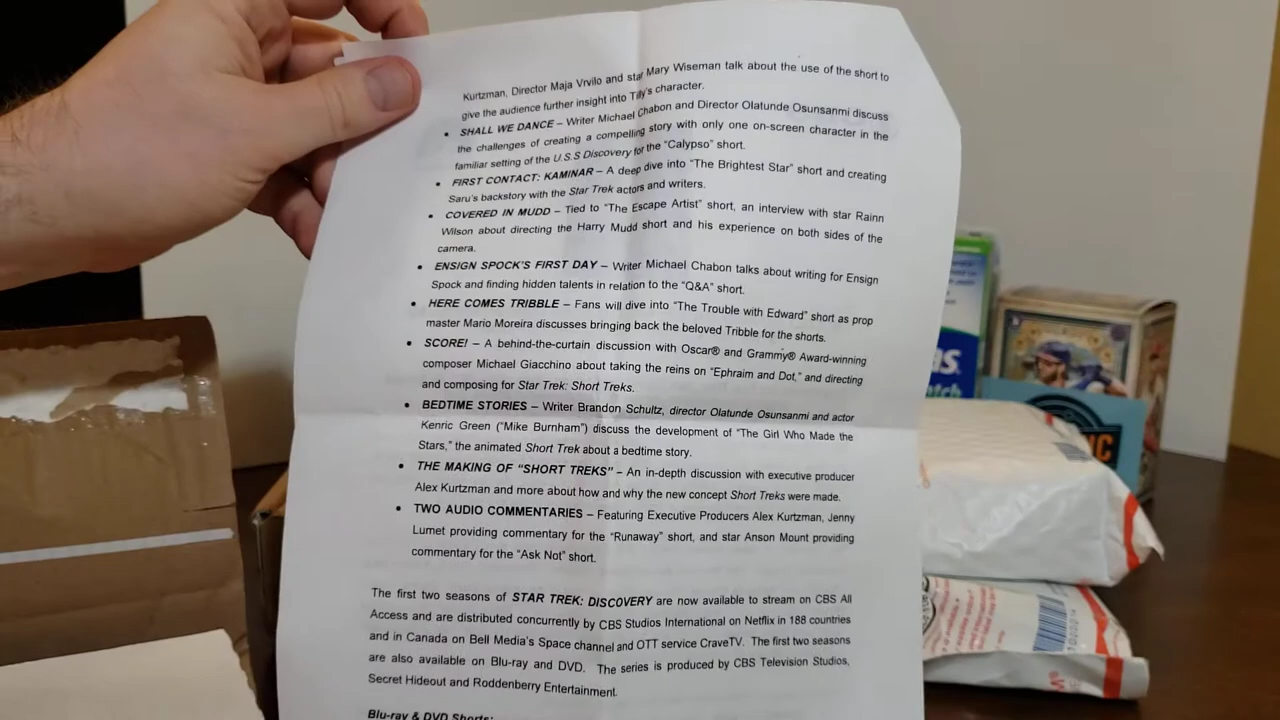 Kurtzman, Director Maja Vrvilo and star Mary Wiseman talk about the use of the short to
give the audience further insight into Tilly's character.
• SHALL WE DANCE – Writer Michael Chabon and Director Olatunde Osunsanmi discuss
the challenges of creating a compelling story with only one on-screen character in the
familiar setting of the U.S.S Discovery for the “Calypso” short.
• FIRST CONTACT: KAMINAR – A deep dive into “The Brightest Star” short and creating
Saru's backstory with the Star Trek actors and writers.
• COVERED IN MUDD – Tied to “The Escape Artist” short, an interview with star Rainn
Wilson about directing the Harry Mudd short and his experience on both sides of the
camera.
• ENSIGN SPOCK'S FIRST DAY – Writer Michael Chabon talks about writing for Ensign
Spock and finding hidden talents in relation to the “Q&A” short.
• HERE COMES TRIBBLE – Fans will dive into “The Trouble with Edward” short as prop
master Mario Moreira discusses bringing back the beloved Tribble for the shorts.
• SCORE! – A behind-the-curtain discussion with Oscar® and Grammy® Award-winning
composer Michael Giacchino about taking the reins on “Ephraim and Dot,” and directing
and composing for Star Trek: Short Treks.
• BEDTIME STORIES – Writer Brandon Schultz, director Olatunde Osunsanmi and actor
Kenric Green (“Mike Burnham”) discuss the development of “The Girl Who Made the
Stars,” the animated Short Trek about a bedtime story.
• THE MAKING OF “SHORT TREKS” – An in-depth discussion with executive producer
Alex Kurtzman and more about how and why the new concept Short Treks were made.
• TWO AUDIO COMMENTARIES – Featuring Executive Producers Alex Kurtzman, Jenny
Lumet providing commentary for the “Runaway” short, and star Anson Mount providing
commentary for the “Ask Not” short.
The first two seasons of STAR TREK: DISCOVERY are now available to stream on CBS All
Access and are distributed concurrently by CBS Studios International on Netflix in 188 countries
and in Canada on Bell Media's Space channel and OTT service CraveTV. The first two seasons
are also available on Blu-ray and DVD. The series is produced by CBS Television Studios,
Secret Hideout and Roddenberry Entertainment.
Blu-ray & DVD Shorts: